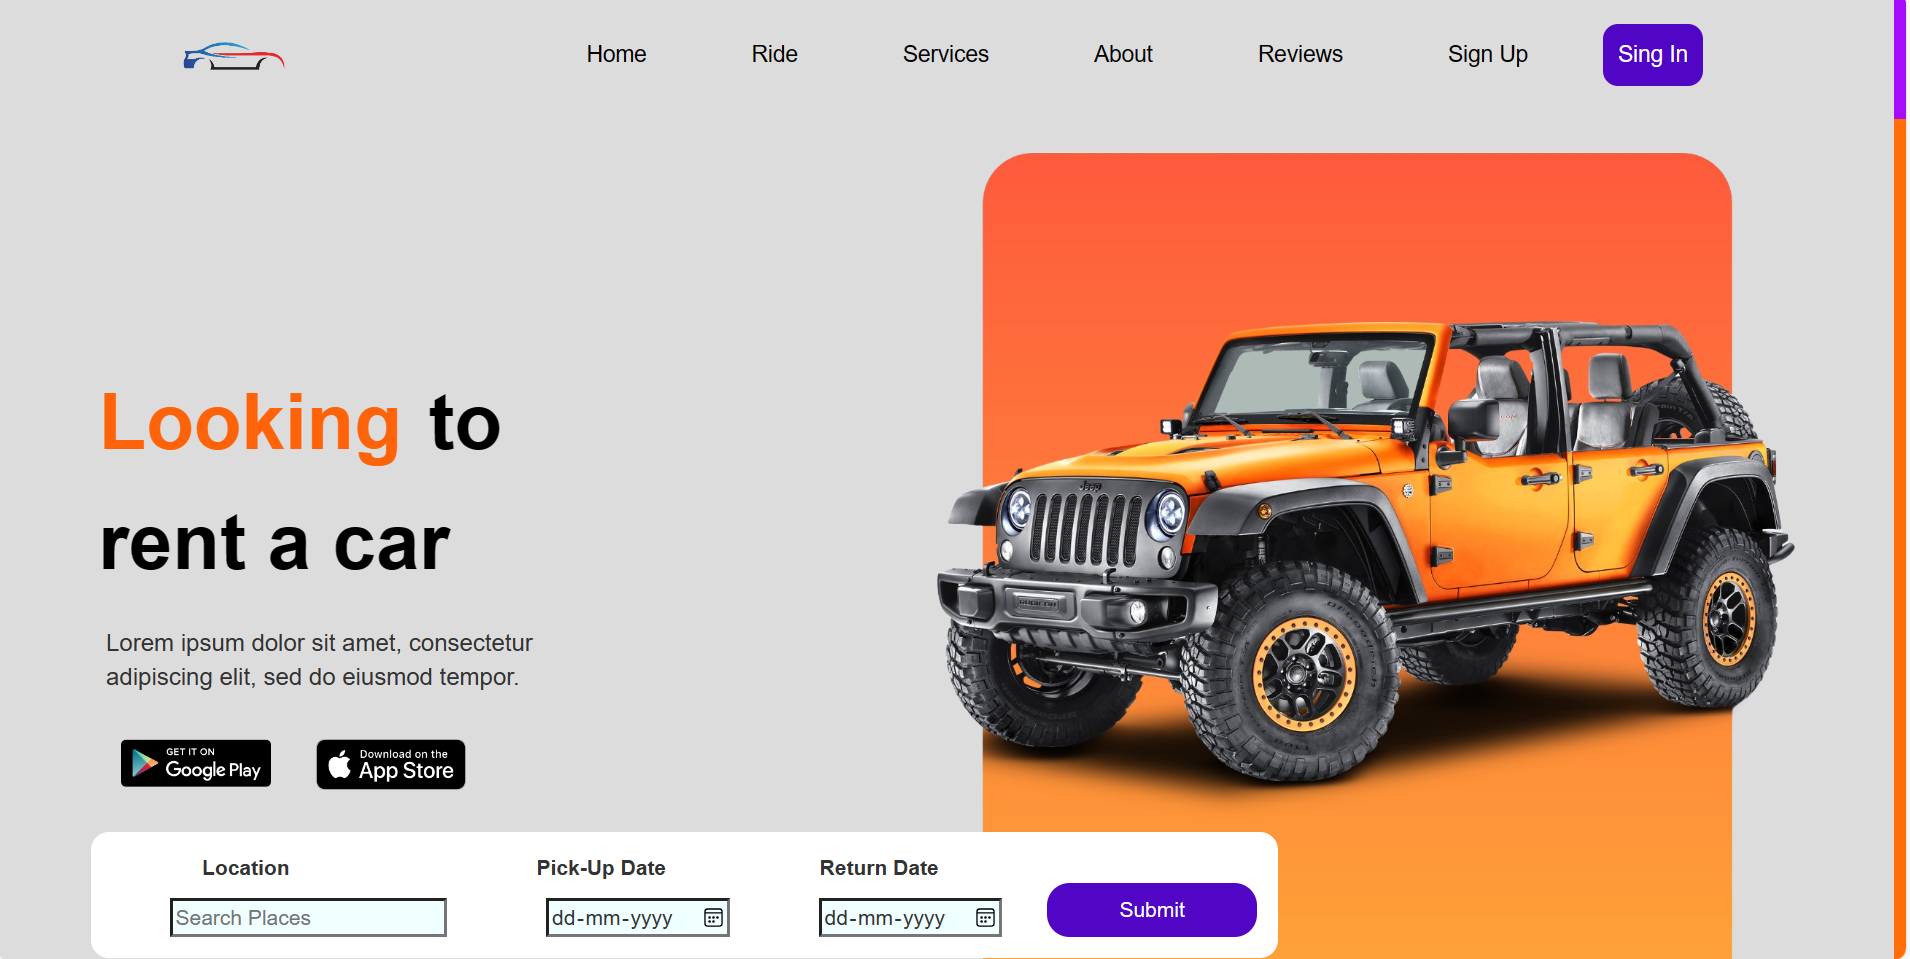 Home Ride Services About Reviews Sign Up Sing In
Looking to
rent a car
Lorem ipsum dolor sit amet, consectetur
adipiscing elit, sed do eiusmod tempor.
GET IT ON
Google Play
Download on the
App Store
Jeep
RUBICON
Location Pick-Up Date Return Date
Search Places dd-mm-yyyy dd-mm-yyyy Submit